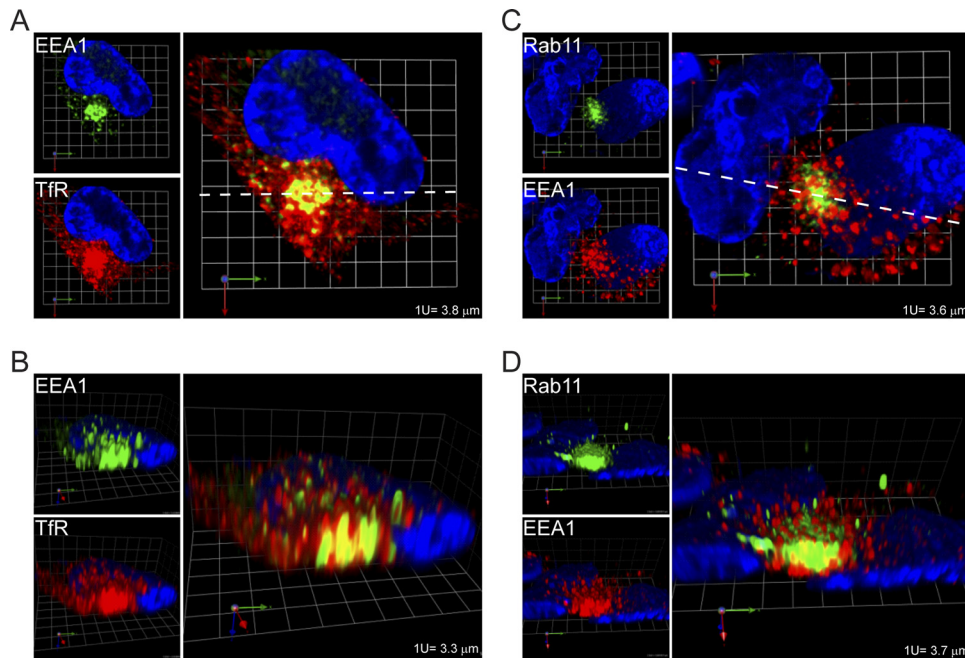 A
EEA1
TfR
1U= 3.8 μm
C
Rab11
EEA1
1U= 3.6 μm
B
EEA1
TfR
1U= 3.3 μm
D
Rab11
EEA1
1U= 3.7 μm